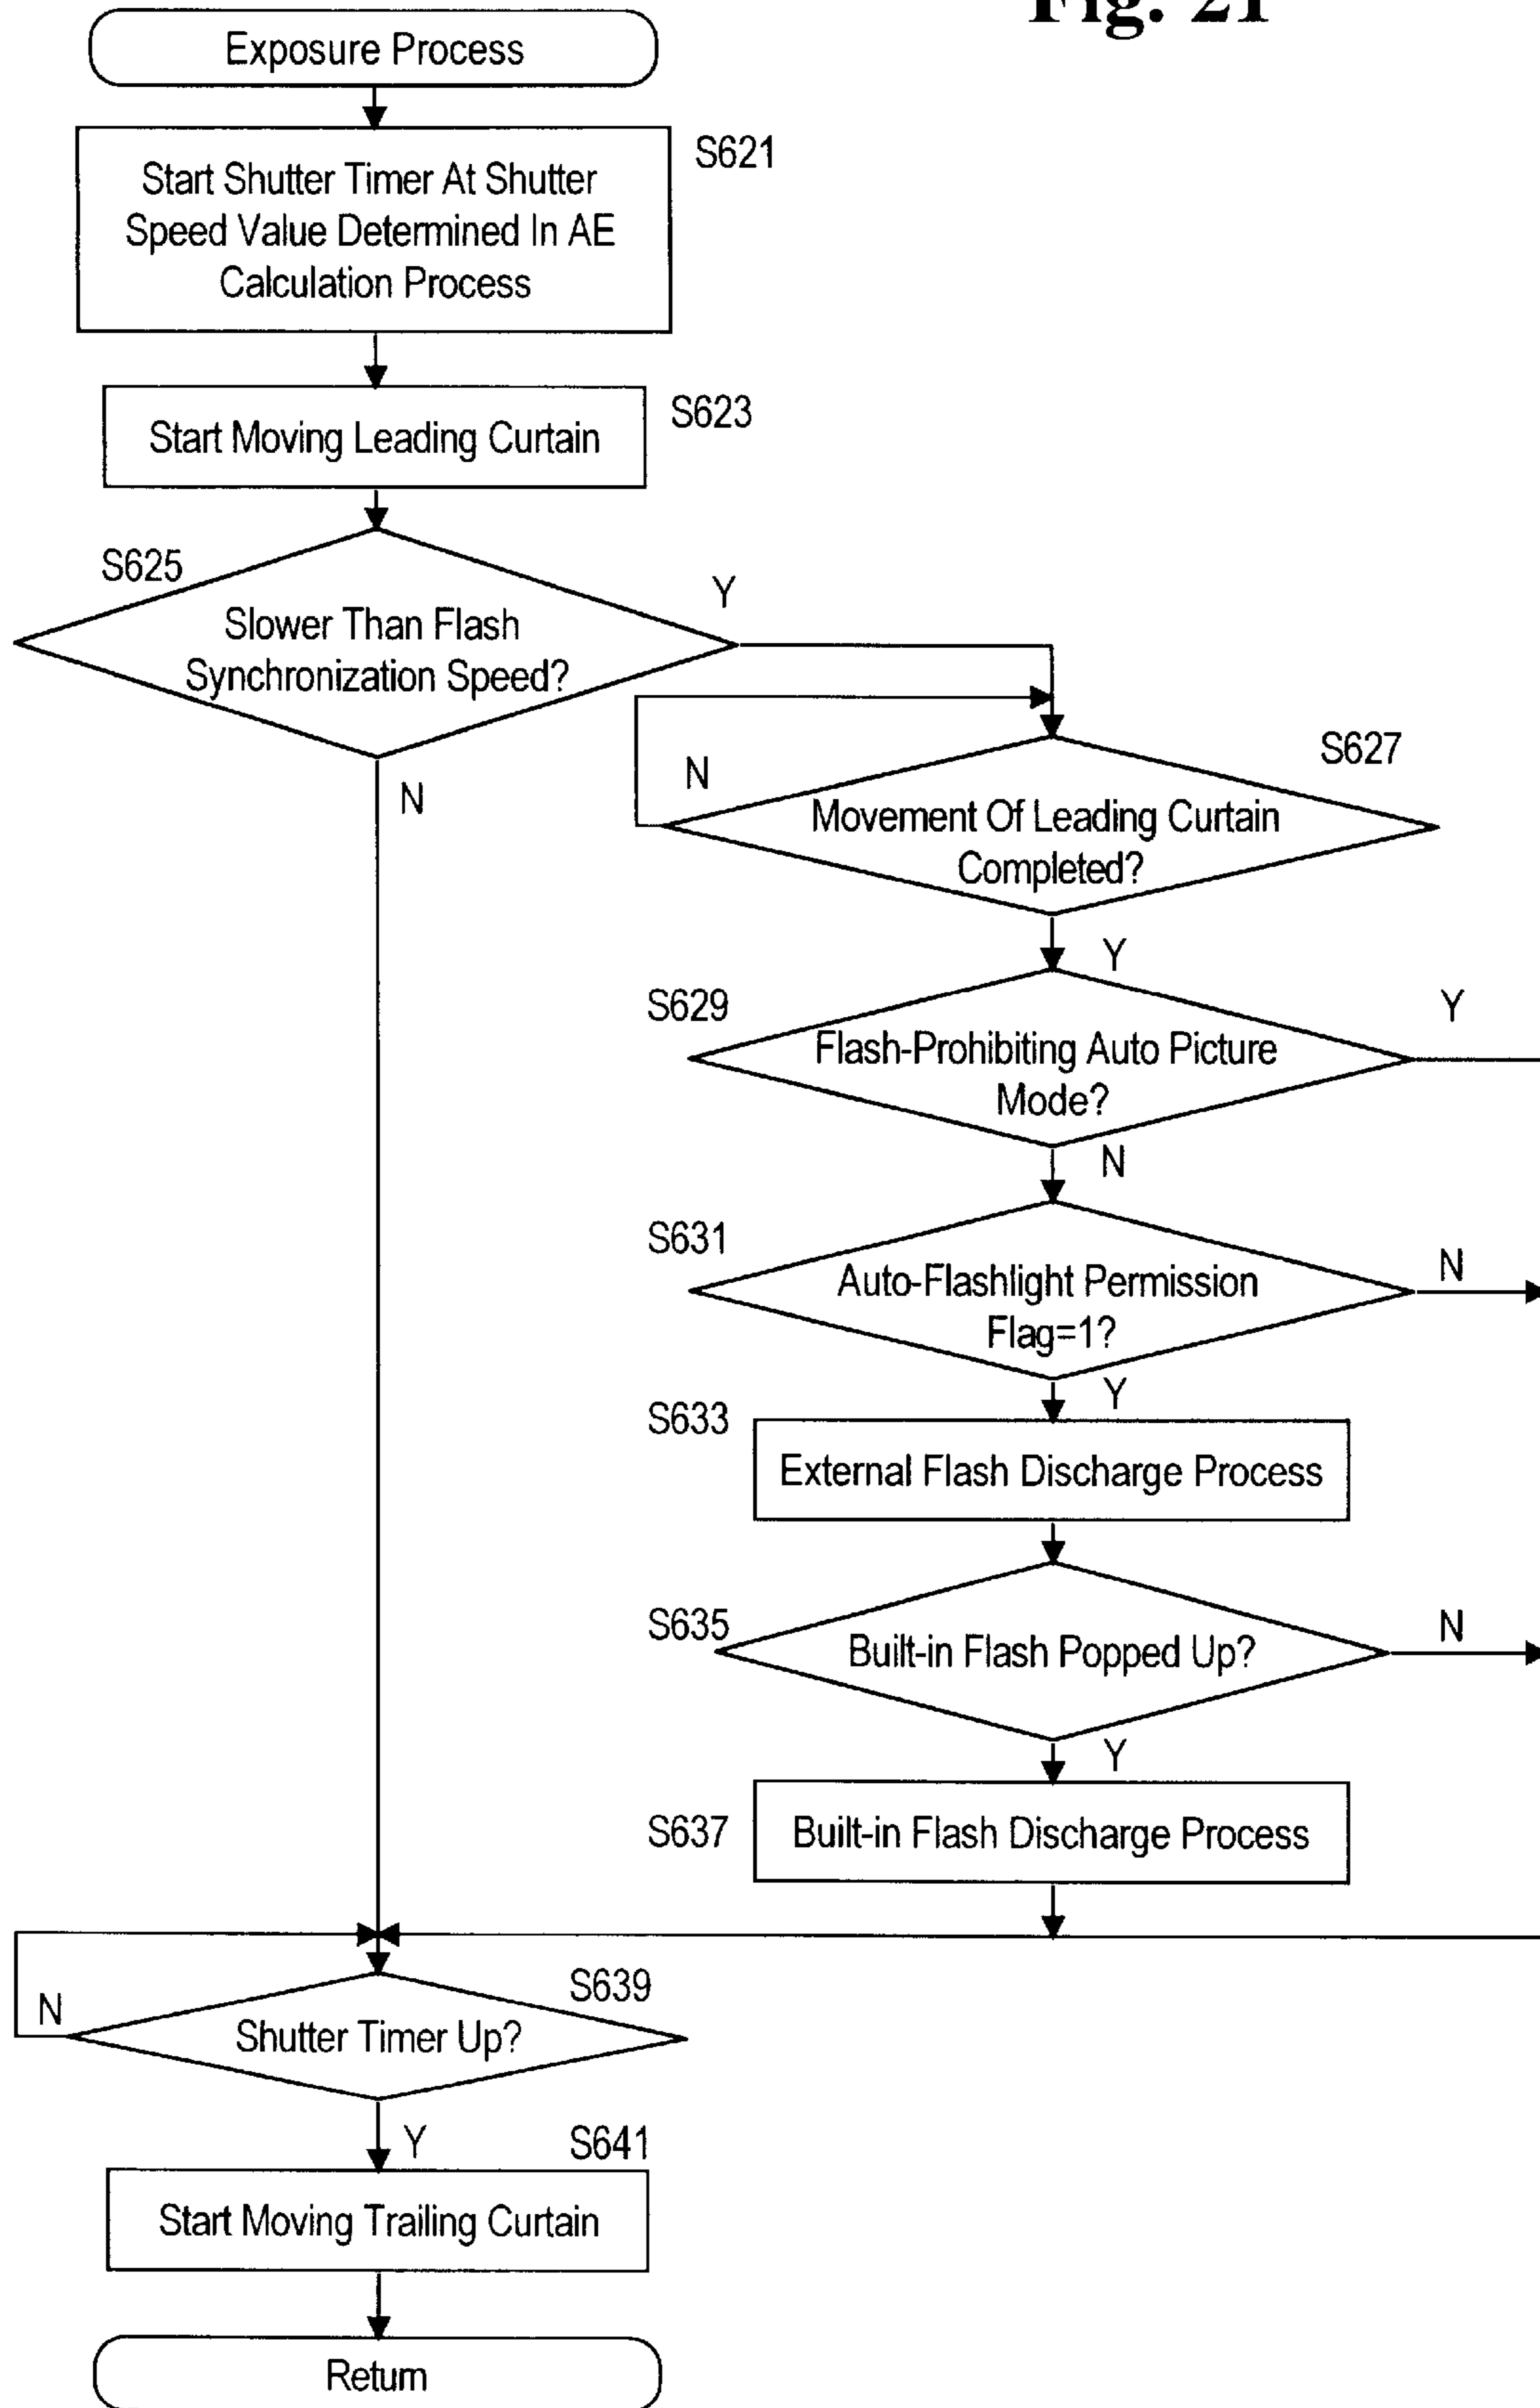 Fig. 21
Exposure Process
S621
Start Shutter Timer At Shutter
Speed Value Determined In AE
Calculation Process
S623
Start Moving Leading Curtain
S625
Y
Slower Than Flash
Synchronization Speed?
N
S627
N
Movement Of Leading Curtain
Completed?
Y
S629
Y
Flash-Prohibiting Auto Picture
Mode?
N
S631
N
Auto-Flashlight Permission
Flag=1?
Y
S633
External Flash Discharge Process
S635
N
Built-in Flash Popped Up?
Y
S637
Built-in Flash Discharge Process
S639
N
Shutter Timer Up?
Y
S641
Start Moving Trailing Curtain
Return